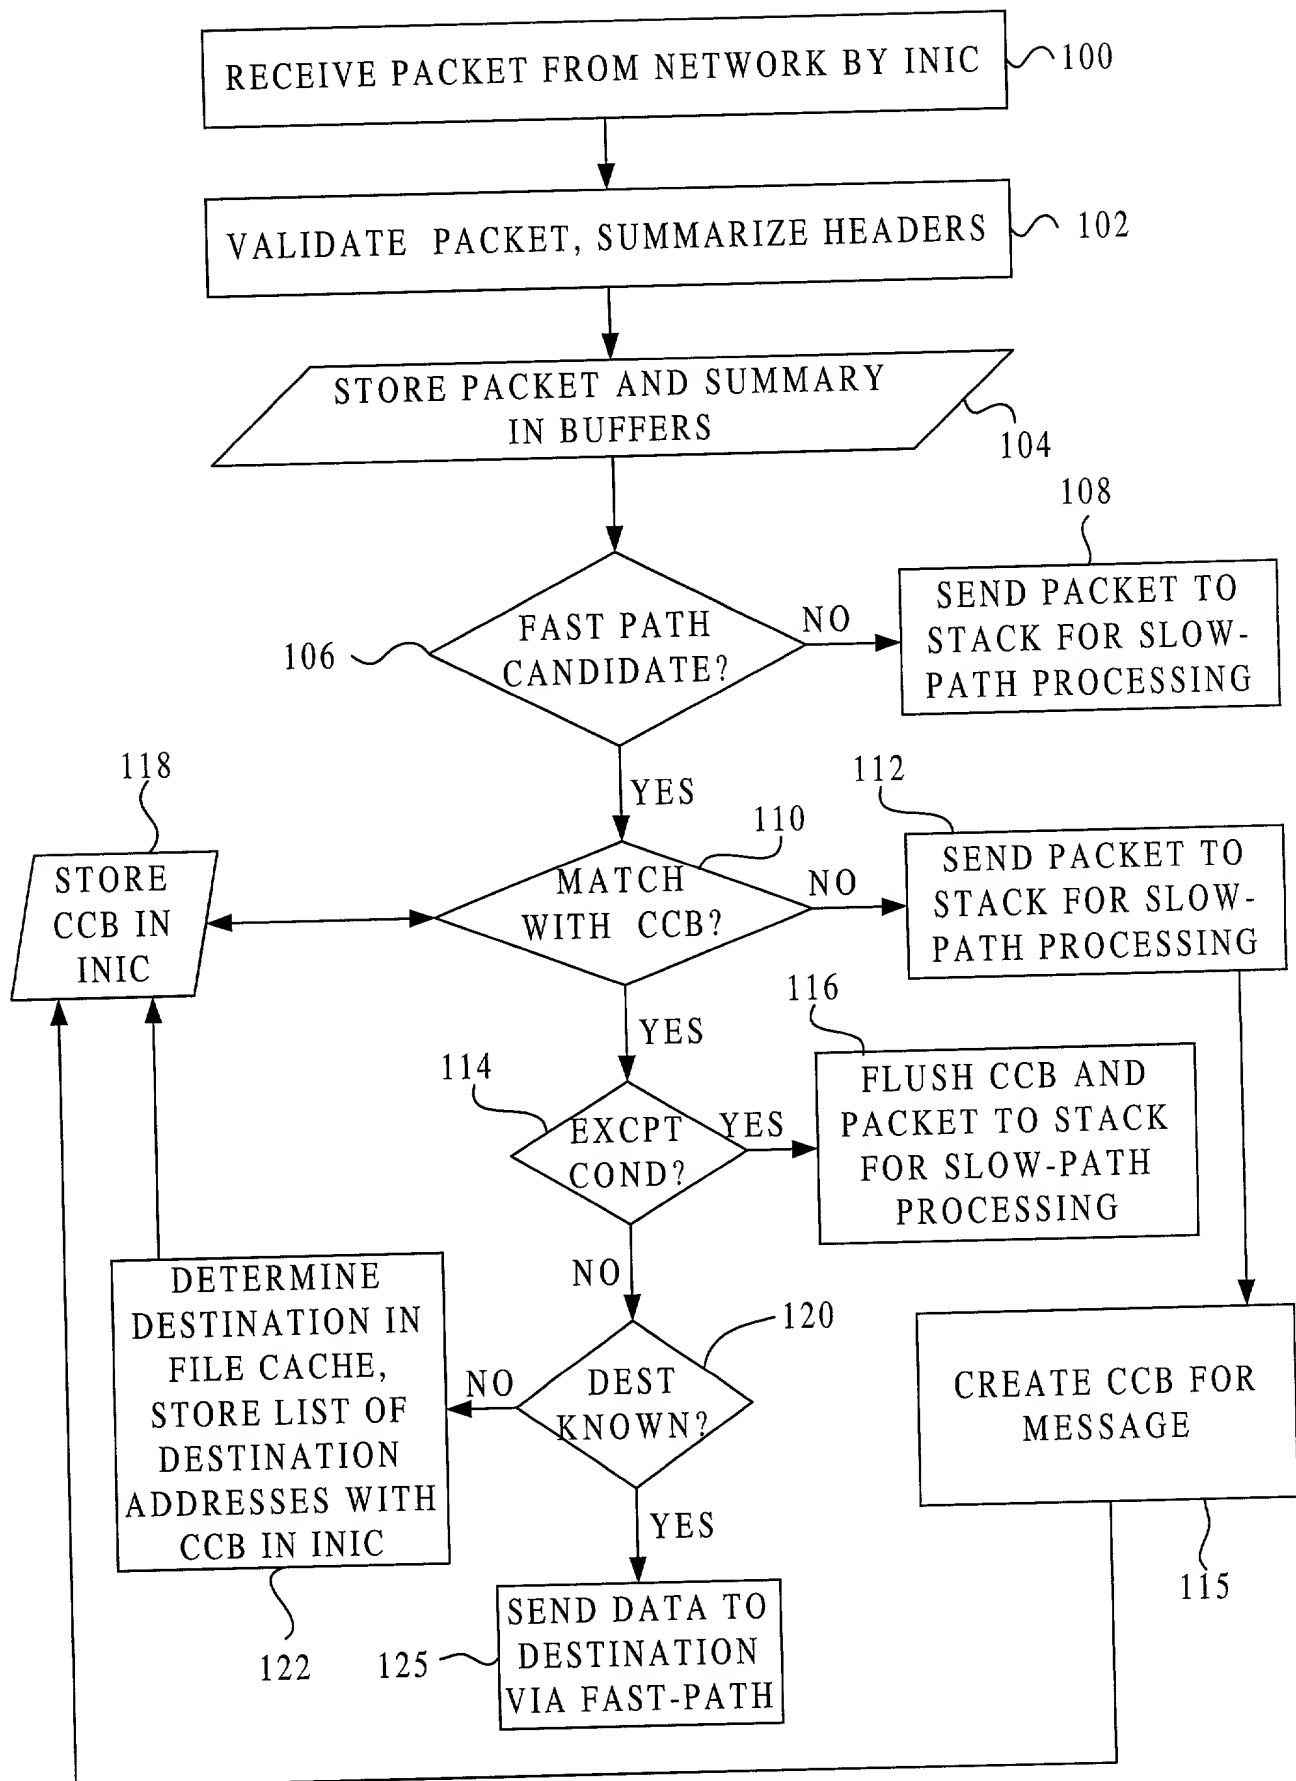 RECEIVE PACKET FROM NETWORK BY INIC
100
VALIDATE PACKET, SUMMARIZE HEADERS
102
STORE PACKET AND SUMMARY
IN BUFFERS
104
108
SEND PACKET TO
STACK FOR SLOW-
PATH PROCESSING
FAST PATH
CANDIDATE?
NO
106
YES
118
STORE
CCB IN
INIC
110
MATCH
WITH CCB?
NO
112
SEND PACKET TO
STACK FOR SLOW-
PATH PROCESSING
YES
114
EXCPT
COND?
YES
116
FLUSH CCB AND
PACKET TO STACK
FOR SLOW-PATH
PROCESSING
NO
120
DEST
KNOWN?
NO
DETERMINE
DESTINATION IN
FILE CACHE,
STORE LIST OF
DESTINATION
ADDRESSES WITH
CCB IN INIC
122
CREATE CCB FOR
MESSAGE
115
YES
SEND DATA TO
DESTINATION
VIA FAST-PATH
125